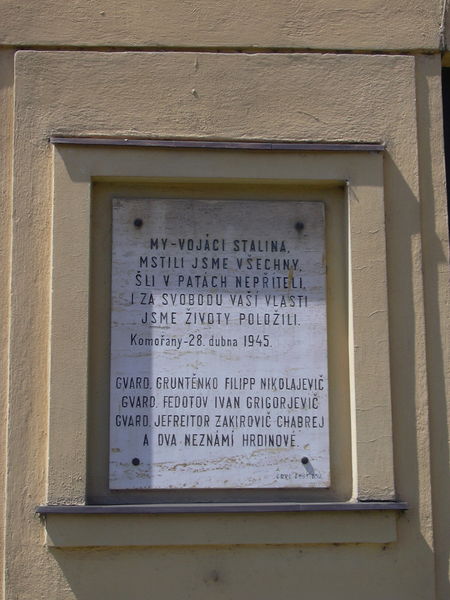 MY-VOJÁCI STALINA,
MSTILI JSME VŠECHNY,
ŠLI V PATÁCH NEPŘÍTELI,
I ZA SVOBODU VAŠÍ VLASTI
JSME ŽIVOTY POLOŽILI.
Komořany-28. dubna 1945.
GVARD. GRUNTĚNKO FILIPP NIKOLAJEVIČ
GVARD. FEDOTOV IVAN GRIGORJEVIČ
GVARD. JEFREITOR ZAKIROVIČ CHABREJ
A DVA NEZNÁMÍ HRDINOVÉ.